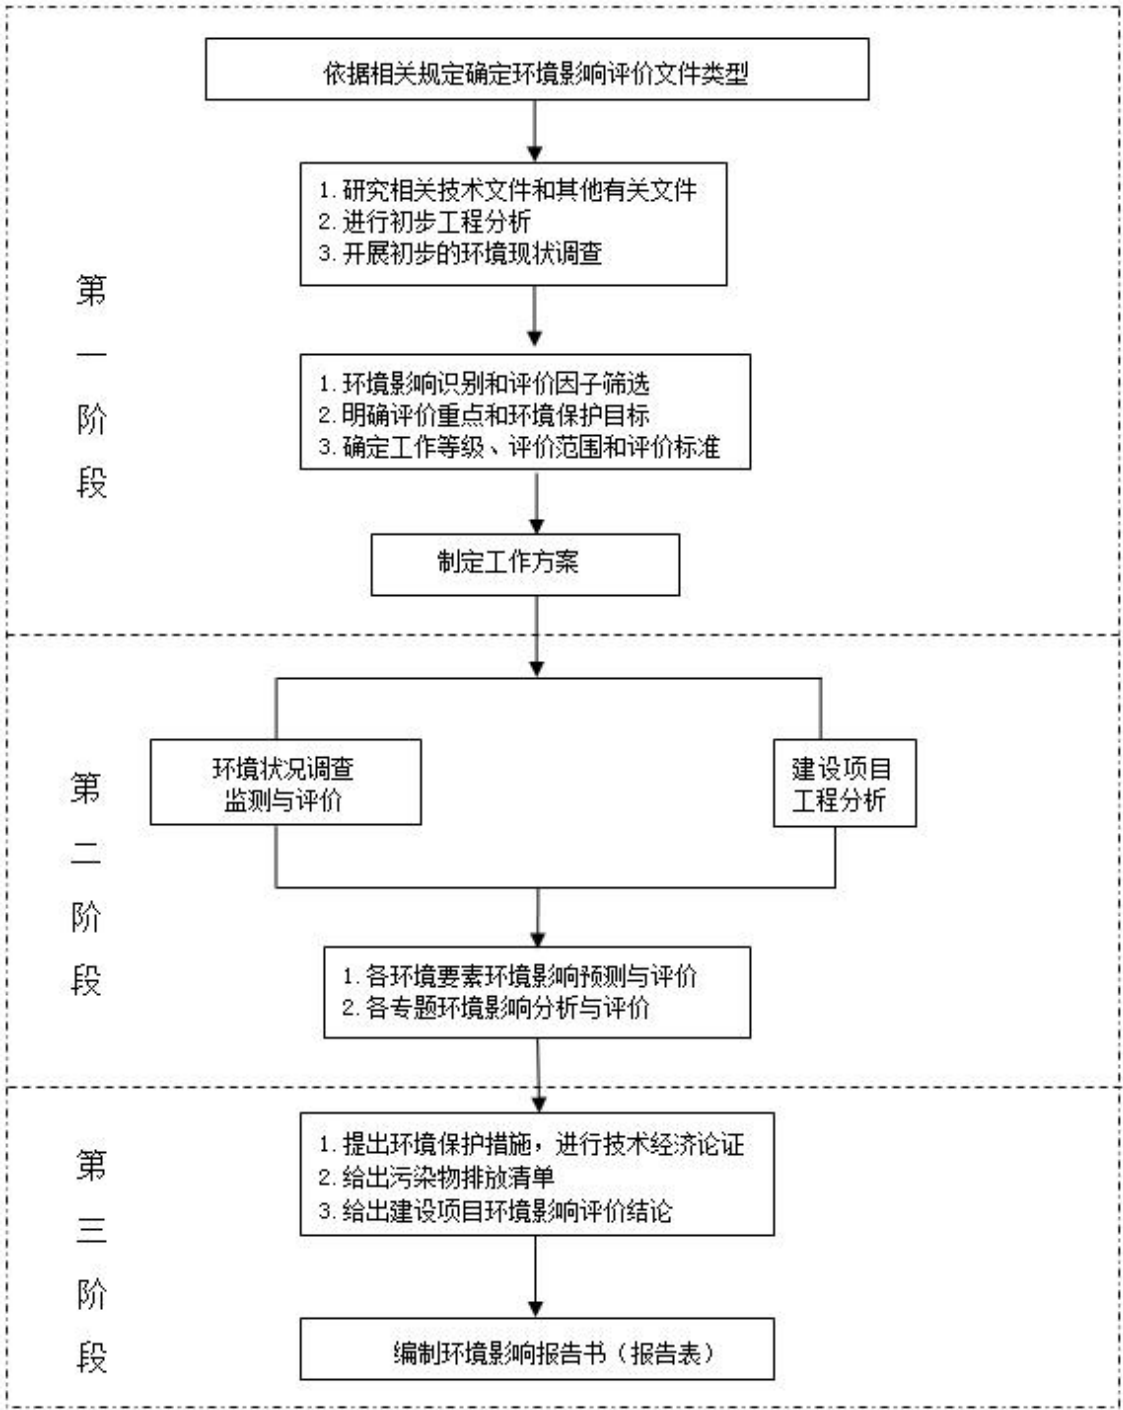 依据相关规定确定环境影响评价文件类型
1. 研究相关技术文件和其他有关文件
2. 进行初步工程分析
3. 开展初步的环境现状调查
第一阶段
1. 环境影响识别和评价因子筛选
2. 明确评价重点和环境保护目标
3. 确定工作等级、评价范围和评价标准
制定工作方案
第二阶段
环境状况调查
监测与评价
建设项目
工程分析
1. 各环境要素环境影响预测与评价
2. 各专题环境影响分析与评价
第三阶段
1. 提出环境保护措施，进行技术经济论证
2. 给出污染物排放清单
3. 给出建设项目环境影响评价结论
编制环境影响报告书（报告表）